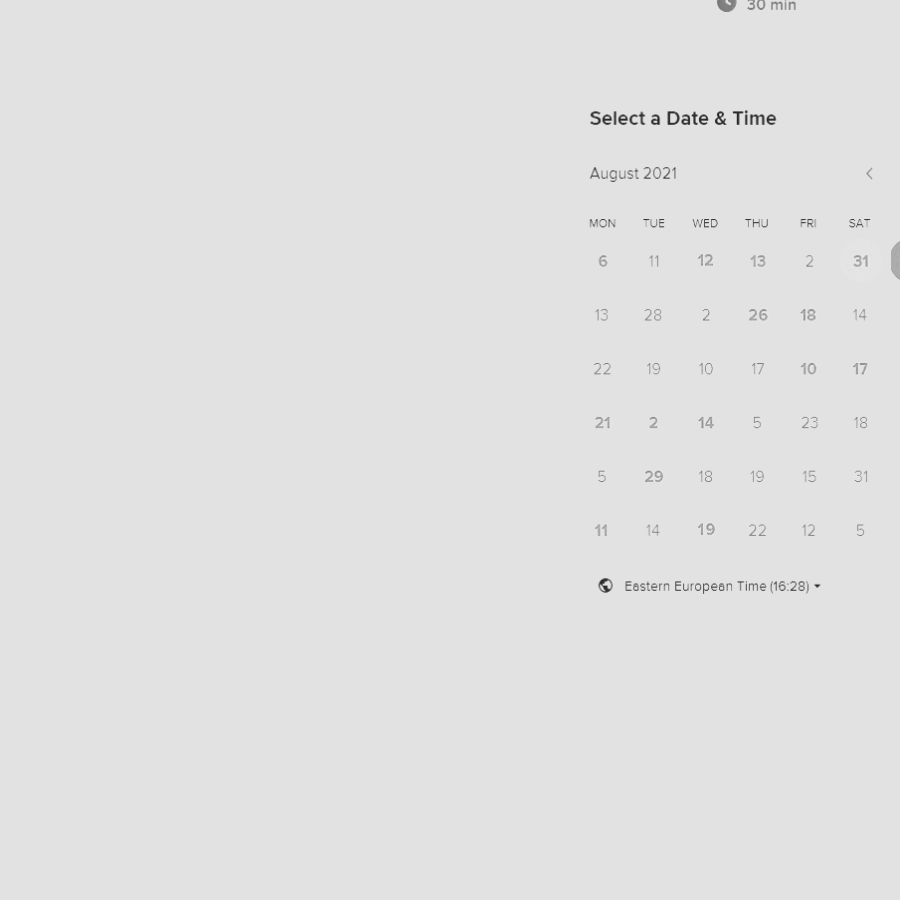 30 min
Select a Date & Time
August 2021
MON TUE WED THU FRI SAT
6 11 12 13 2 31
13 28 2 26 18 14
22 19 10 17 10 17
21 2 14 5 23 18
5 29 18 19 15 31
11 14 19 22 12 5
Eastern European Time (16:28)